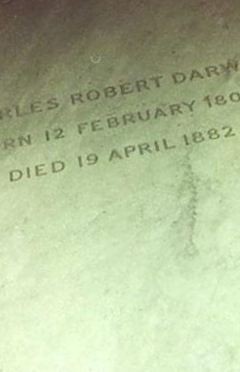 RLES ROBERT DARW
RN 12 FEBRUARY 180
DIED 19 APRIL 1882